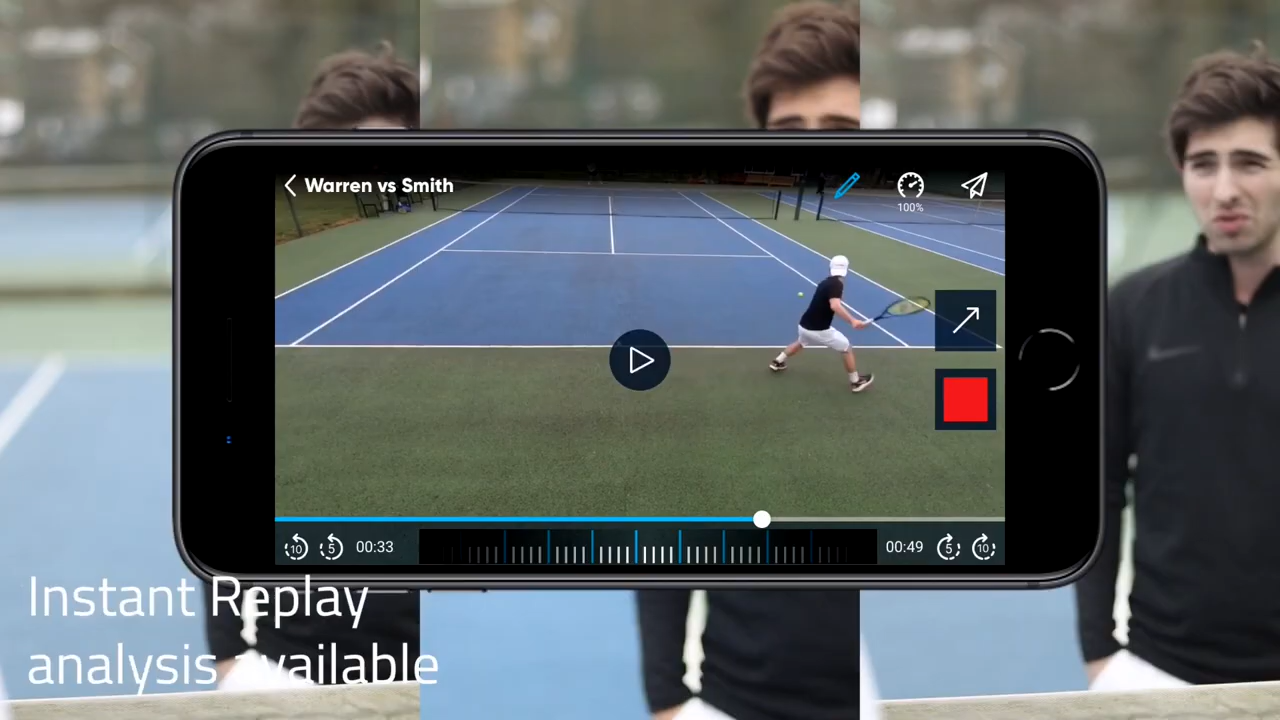 Warren vs Smith
100%
10 5 00:33 00:49 5 10
Instant Replay
analysis available